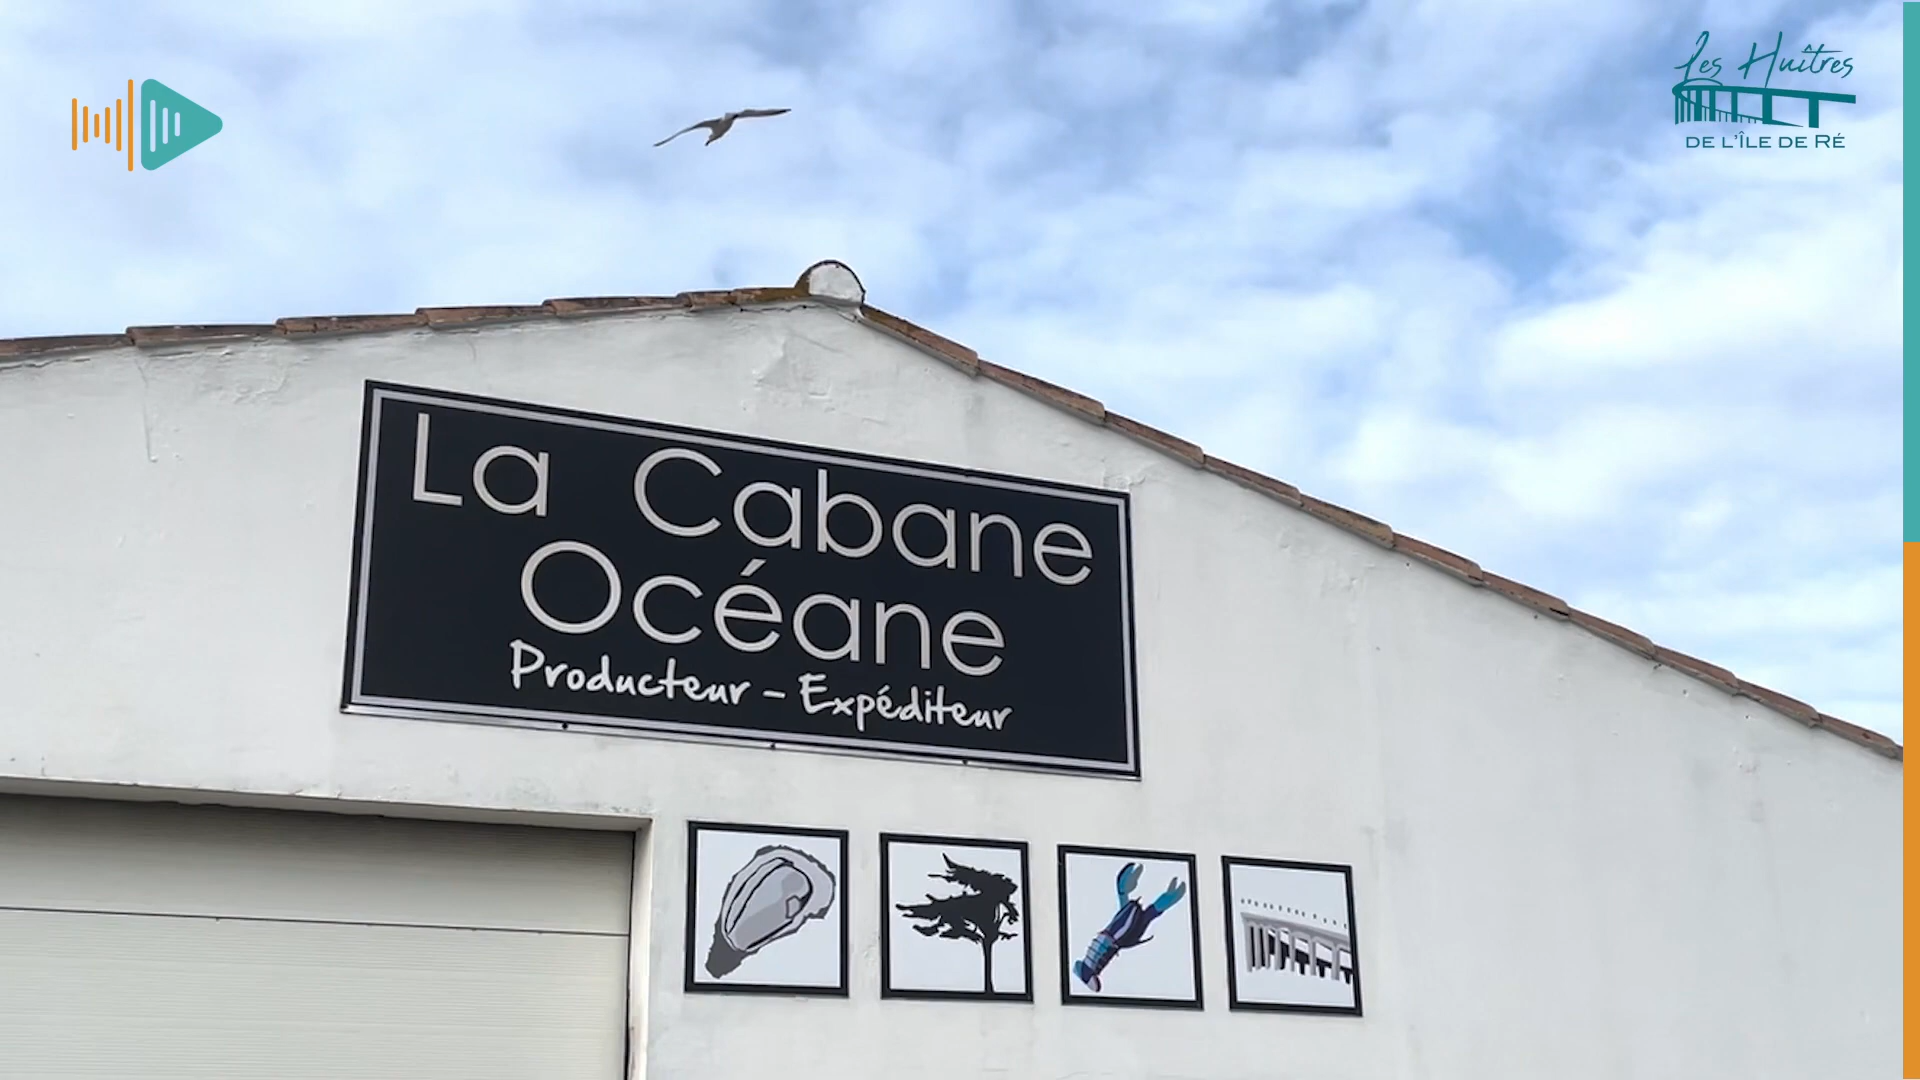 Les Huîtres
DE L'ÎLE DE RÉ
La Cabane
Océane
Producteur - Expéditeur